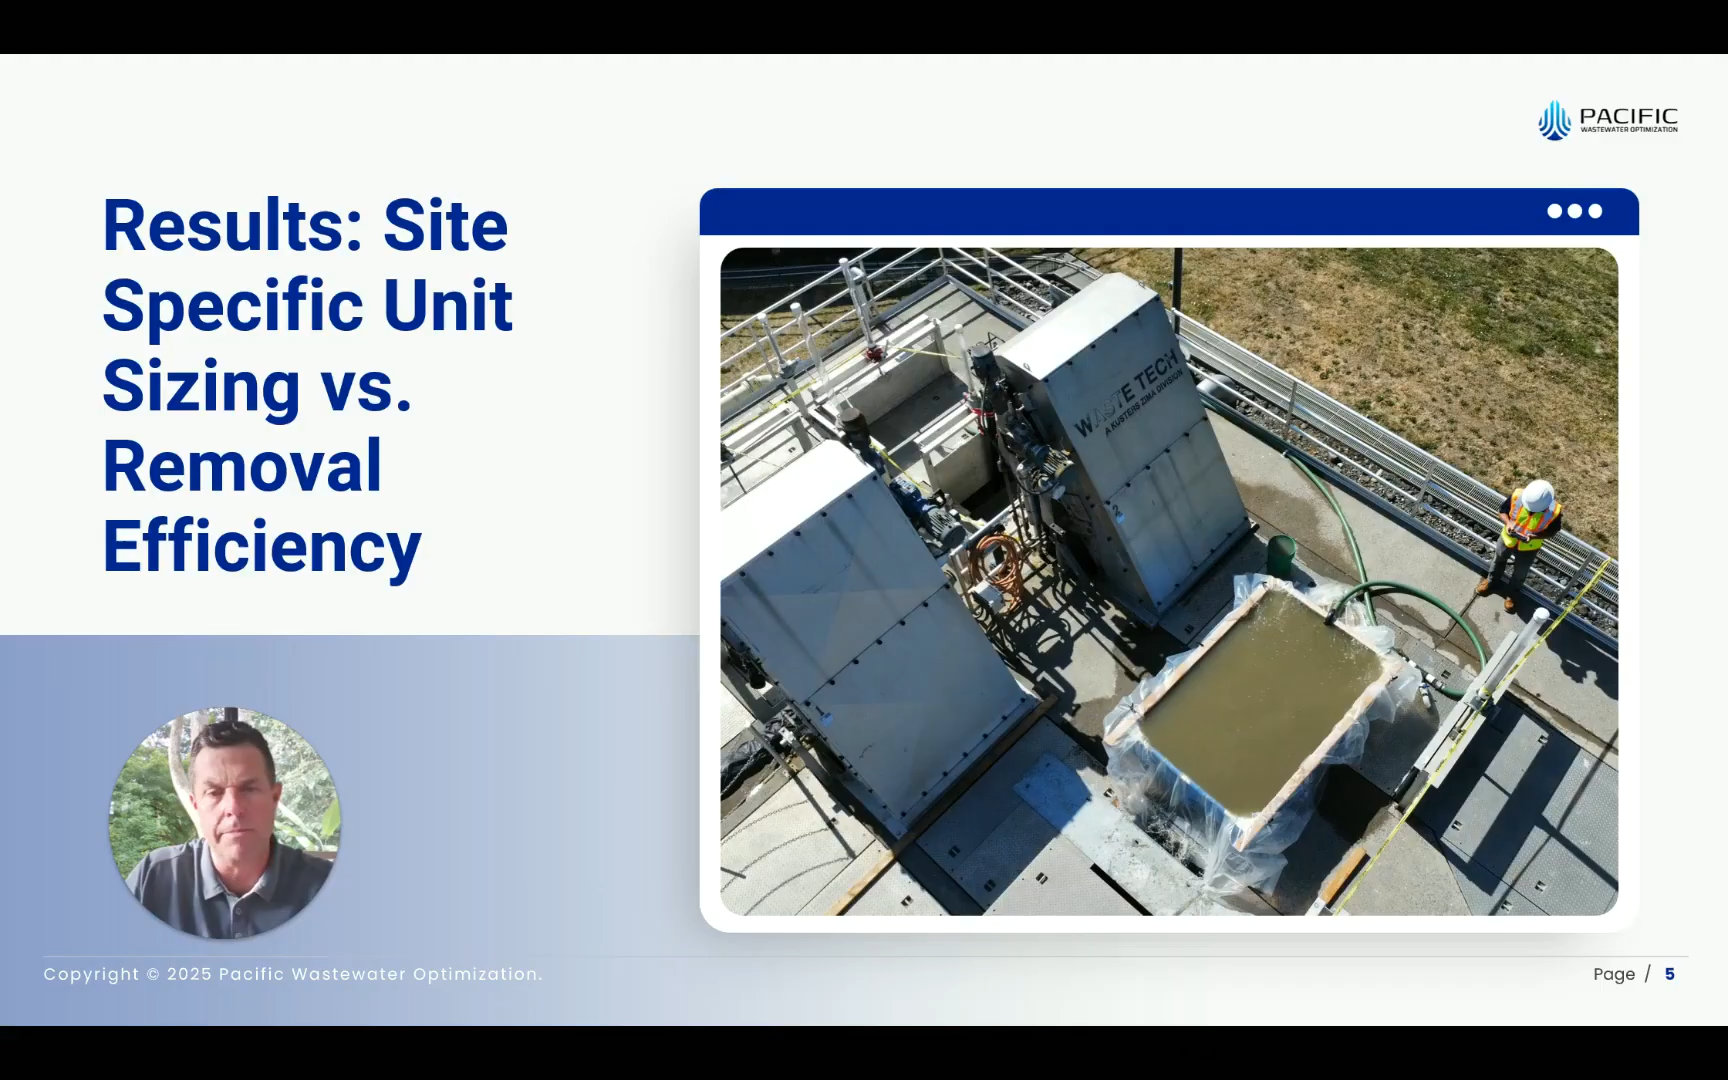 PACIFIC
WASTEWATER OPTIMIZATION
Results: Site
Specific Unit
Sizing vs.
Removal
Efficiency
WASTE TECH
A KUSTERS ZIMA DIVISION
2
Copyright © 2025 Pacific Wastewater Optimization.
Page / 5